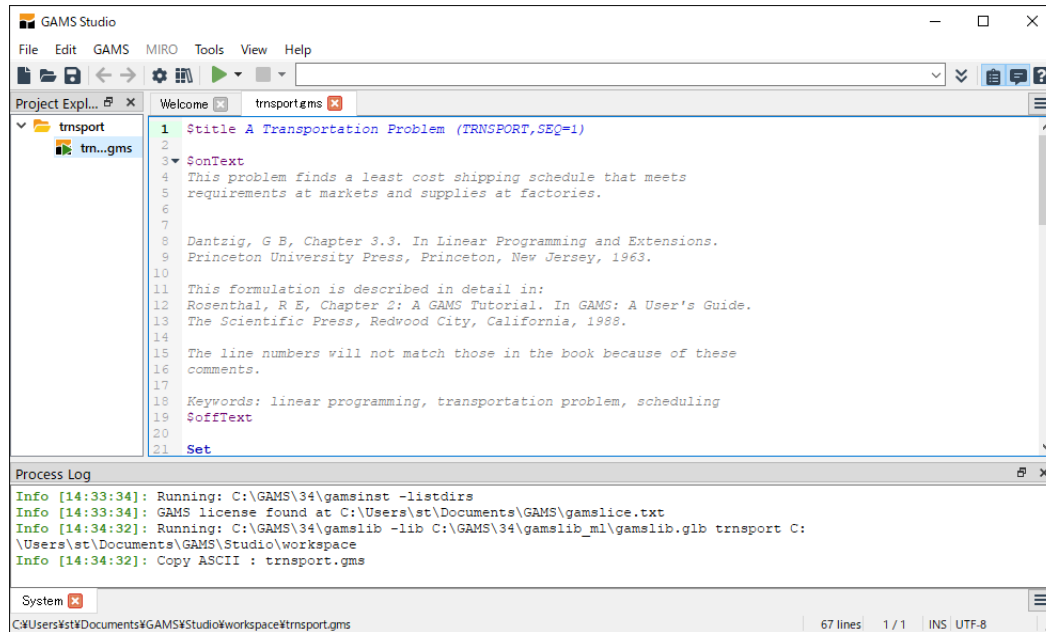 GAMS Studio
File Edit GAMS MIRO Tools View Help
Project Expl...
Welcome
trnsport.gms
trnsport
trn...gms
1 $title A Transportation Problem (TRNSPORT,SEQ=1)
2
3 $onText
4 This problem finds a least cost shipping schedule that meets
5 requirements at markets and supplies at factories.
6
7
8 Dantzig, G B, Chapter 3.3. In Linear Programming and Extensions.
9 Princeton University Press, Princeton, New Jersey, 1963.
10
11 This formulation is described in detail in:
12 Rosenthal, R E, Chapter 2: A GAMS Tutorial. In GAMS: A User's Guide.
13 The Scientific Press, Redwood City, California, 1988.
14
15 The line numbers will not match those in the book because of these
16 comments.
17
18 Keywords: linear programming, transportation problem, scheduling
19 $offText
20
21 Set
Process Log
Info [14:33:34]: Running: C:\GAMS\34\gamsinst -listdirs
Info [14:33:34]: GAMS license found at C:\Users\st\Documents\GAMS\gamslice.txt
Info [14:34:32]: Running: C:\GAMS\34\gamslib -lib C:\GAMS\34\gamslib_ml\gamslib.glb trnsport C:
\Users\st\Documents\GAMS\Studio\workspace
Info [14:34:32]: Copy ASCII : trnsport.gms
System
C:¥Users¥st¥Documents¥GAMS¥Studio¥workspace¥trnsport.gms 67 lines 1 / 1 INS UTF-8